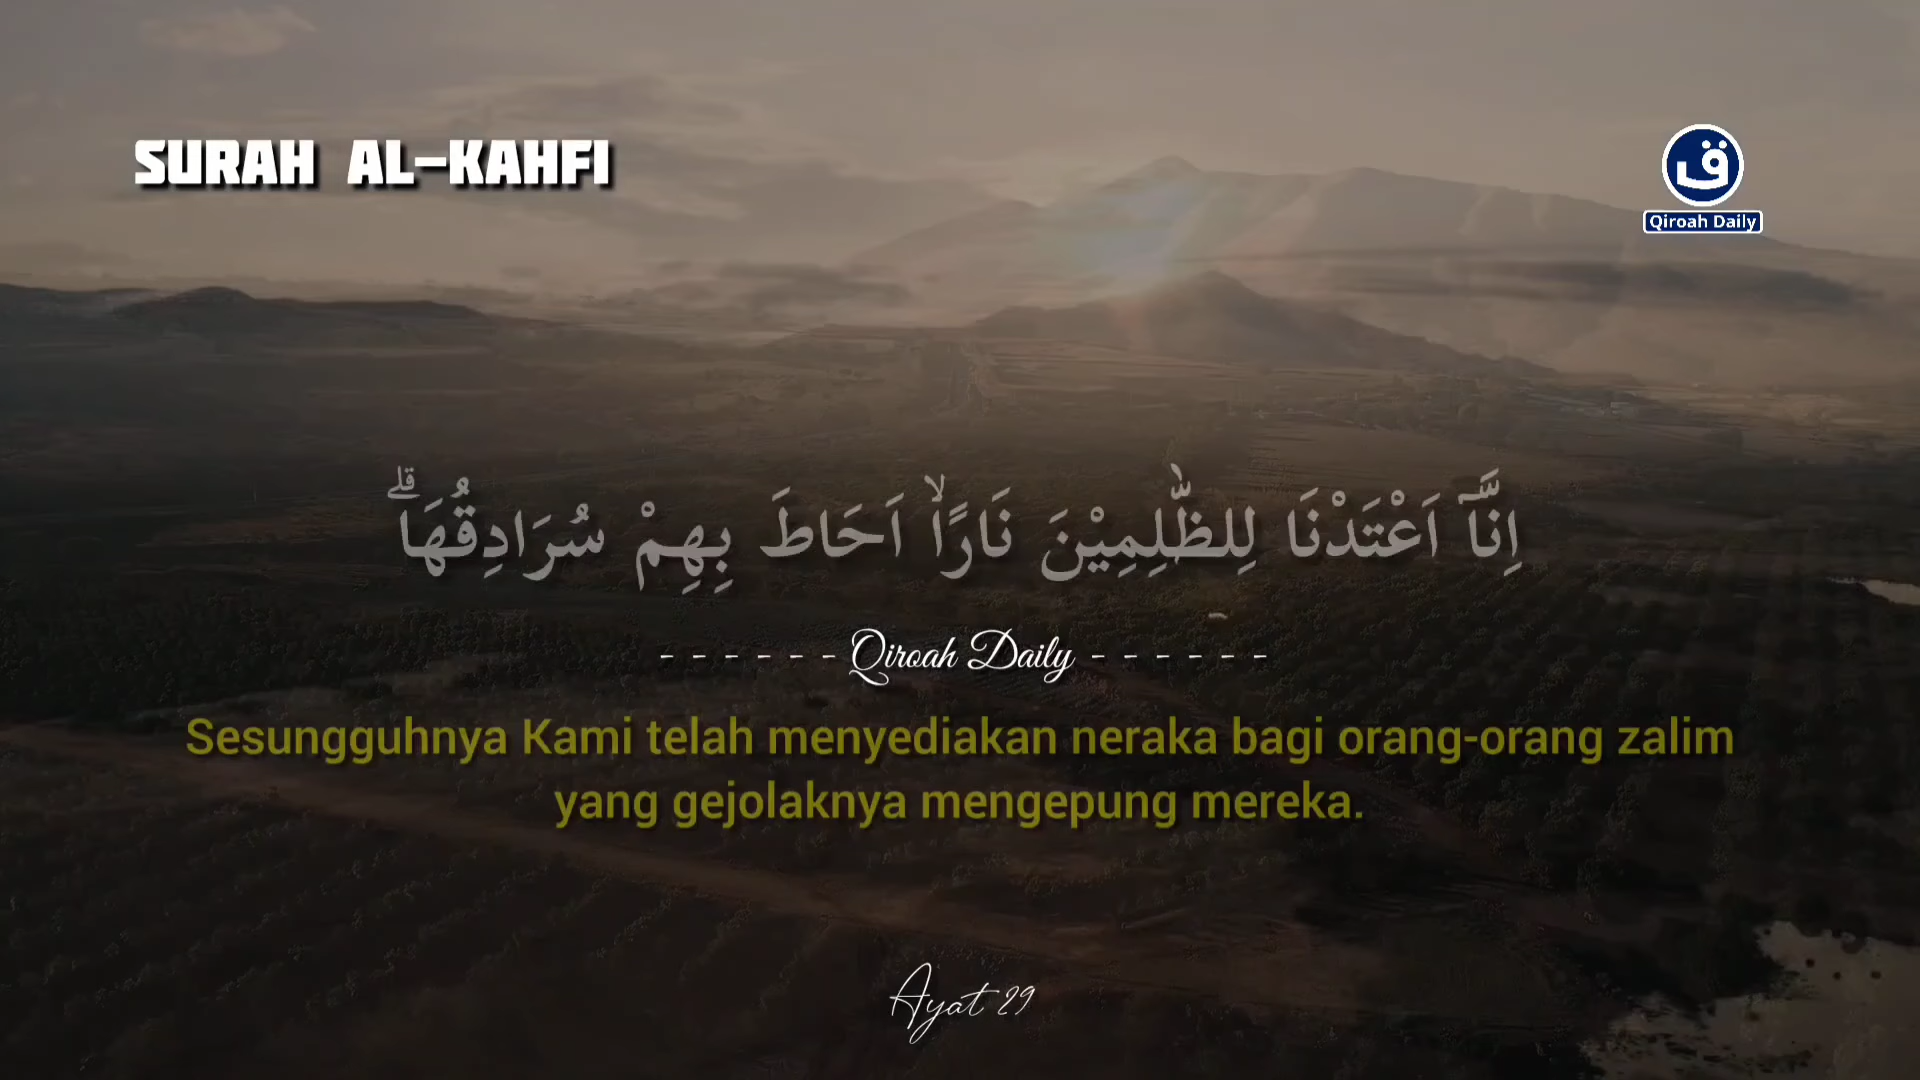 SURAH AL-KAHFI
Qiroah Daily
اِنَّآ اَعْتَدْنَا لِلظّٰلِمِيْنَ نَارًاۙ اَحَاطَ بِهِمْ سُرَادِقُهَاۗ
- - - - - - Qiroah Daily - - - - - -
Sesungguhnya Kami telah menyediakan neraka bagi orang-orang zalim
yang gejolaknya mengepung mereka.
Ayat 29